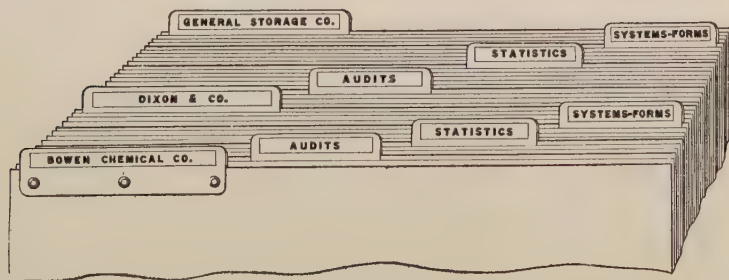 GENERAL STORAGE CO.
SYSTEMS-FORMS
STATISTICS
AUDITS
DIXON & CO.
SYSTEMS-FORMS
STATISTICS
AUDITS
BOWEN CHEMICAL CO.